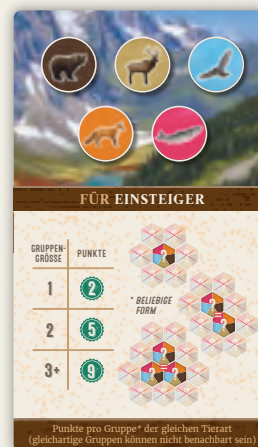 FÜR EINSTEIGER
GRUPPEN-
GRÖSSE
PUNKTE
1
2
2
5
3+
9
* BELIEBIGE
FORM
?
?
=
?
?
?
=
?
Punkte pro Gruppe* der gleichen Tierart
(gleichartige Gruppen können nicht benachbart sein)